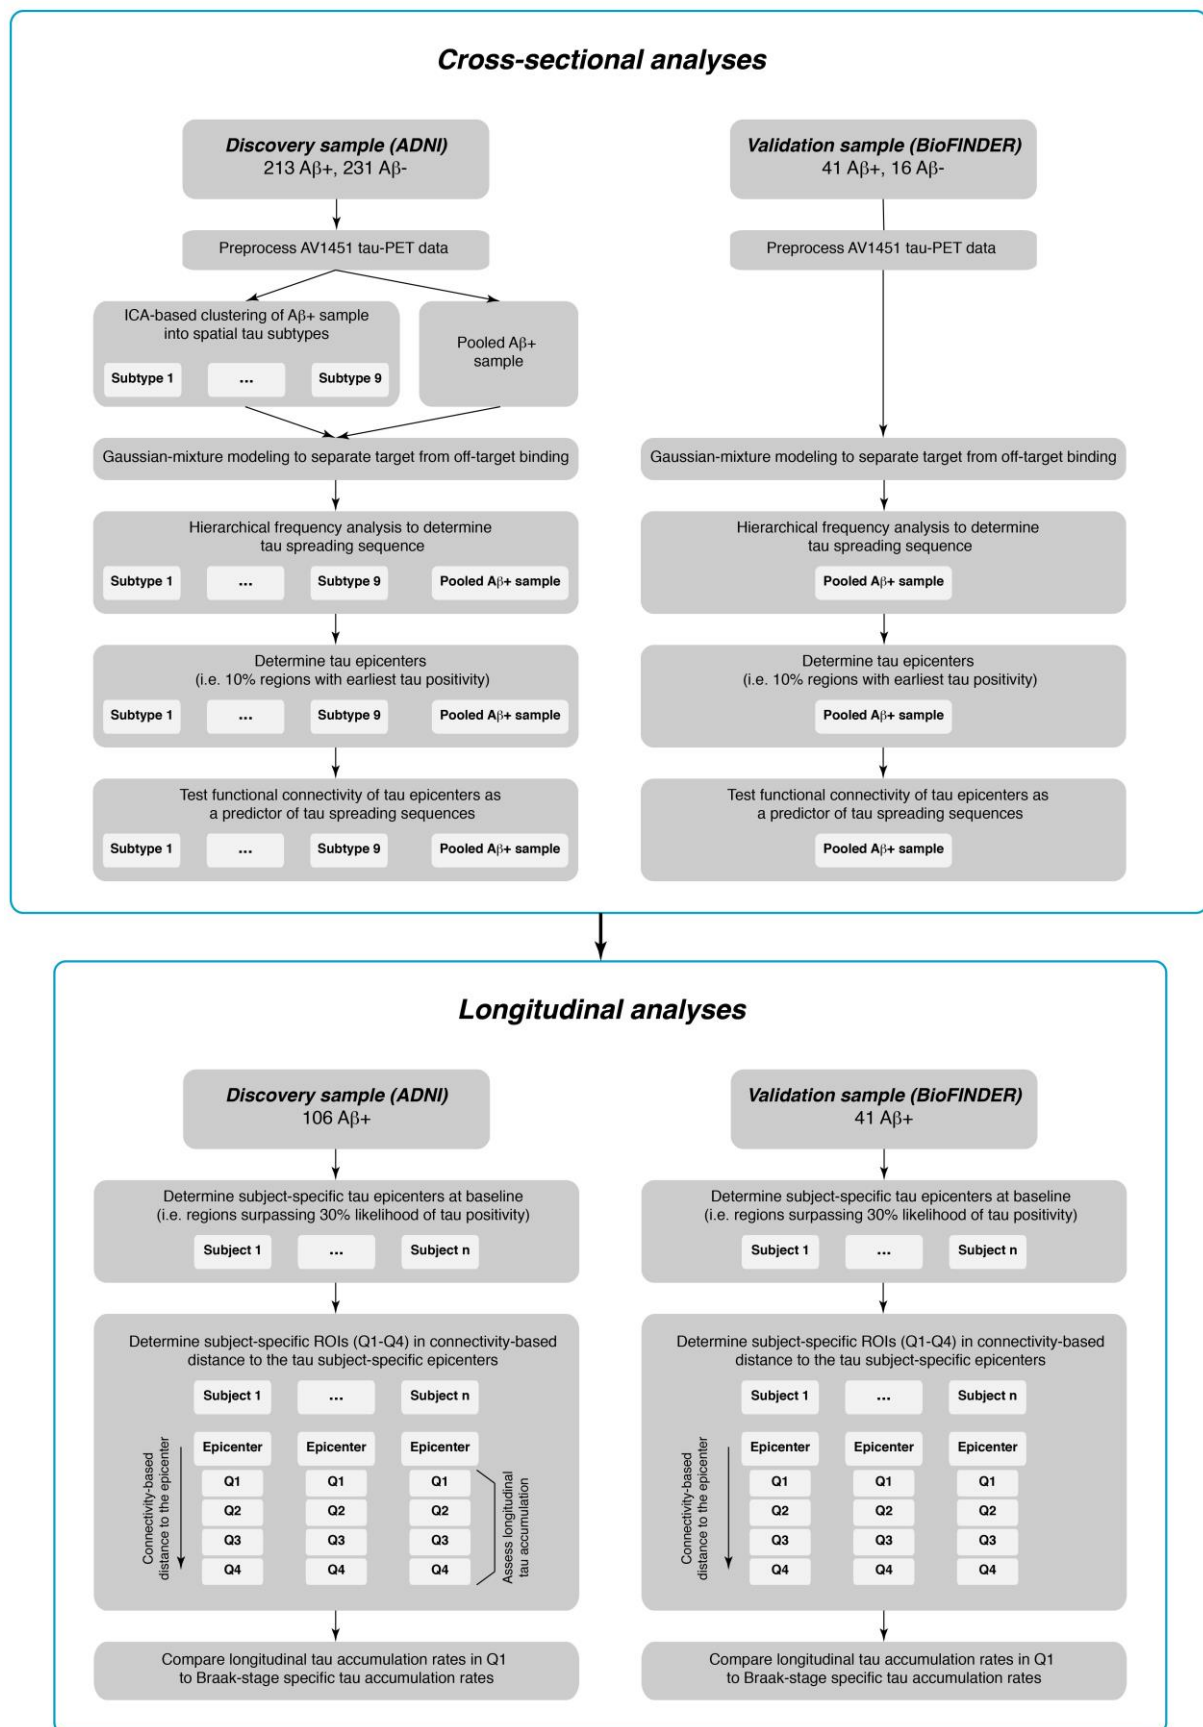 Cross-sectional analyses
Discovery sample (ADNI)
213 Aβ+, 231 Aβ-
Preprocess AV1451 tau-PET data
ICA-based clustering of Aβ+ sample
into spatial tau subtypes
Subtype 1
...
Subtype 9
Pooled Aβ+
sample
Gaussian-mixture modeling to separate target from off-target binding
Hierarchical frequency analysis to determine
tau spreading sequence
Subtype 1
...
Subtype 9
Pooled Aβ+ sample
Determine tau epicenters
(i.e. 10% regions with earliest tau positivity)
Subtype 1
...
Subtype 9
Pooled Aβ+ sample
Test functional connectivity of tau epicenters as
a predictor of tau spreading sequences
Subtype 1
...
Subtype 9
Pooled Aβ+ sample
Validation sample (BioFINDER)
41 Aβ+, 16 Aβ-
Preprocess AV1451 tau-PET data
Gaussian-mixture modeling to separate target from off-target binding
Hierarchical frequency analysis to determine
tau spreading sequence
Pooled Aβ+ sample
Determine tau epicenters
(i.e. 10% regions with earliest tau positivity)
Pooled Aβ+ sample
Test functional connectivity of tau epicenters as
a predictor of tau spreading sequences
Pooled Aβ+ sample
Longitudinal analyses
Discovery sample (ADNI)
106 Aβ+
Determine subject-specific tau epicenters at baseline
(i.e. regions surpassing 30% likelihood of tau positivity)
Subject 1
...
Subject n
Determine subject-specific ROIs (Q1-Q4) in connectivity-based
distance to the tau subject-specific epicenters
Subject 1
...
Subject n
Connectivity-based
distance to the epicenter
Epicenter
Epicenter
Epicenter
Q1
Q1
Q1
Q2
Q2
Q2
Q3
Q3
Q3
Q4
Q4
Q4
Assess longitudinal
tau accumulation
Compare longitudinal tau accumulation rates in Q1
to Braak-stage specific tau accumulation rates
Validation sample (BioFINDER)
41 Aβ+
Determine subject-specific tau epicenters at baseline
(i.e. regions surpassing 30% likelihood of tau positivity)
Subject 1
...
Subject n
Determine subject-specific ROIs (Q1-Q4) in connectivity-based
distance to the tau subject-specific epicenters
Subject 1
...
Subject n
Connectivity-based
distance to the epicenter
Epicenter
Epicenter
Epicenter
Q1
Q1
Q1
Q2
Q2
Q2
Q3
Q3
Q3
Q4
Q4
Q4
Compare longitudinal tau accumulation rates in Q1
to Braak-stage specific tau accumulation rates